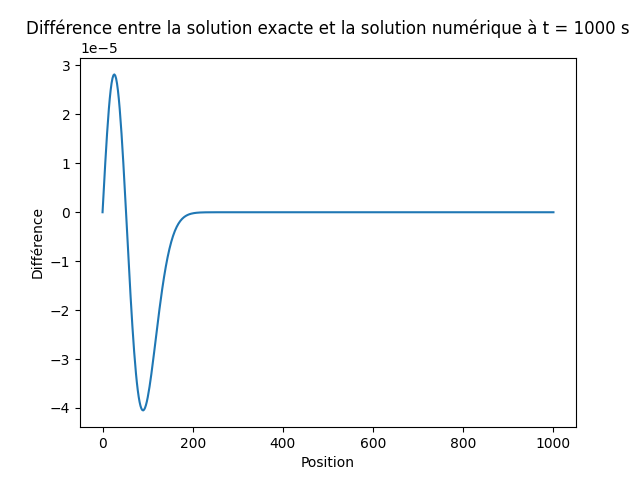 Différence entre la solution exacte et la solution numérique à t = 1000 s
1e−5
3
2
1
0
−1
−2
−3
−4
Différence
0 200 400 600 800 1000
Position